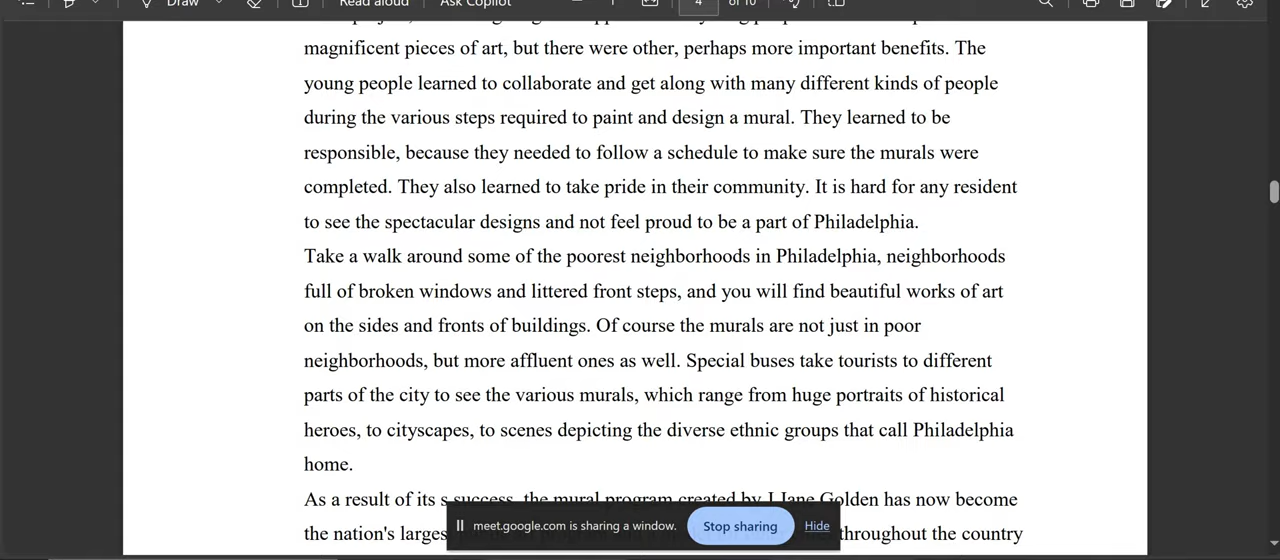 Draw
Read aloud
Ask Copilot
4
of 10
magnificent pieces of art, but there were other, perhaps more important benefits. The
young people learned to collaborate and get along with many different kinds of people
during the various steps required to paint and design a mural. They learned to be
responsible, because they needed to follow a schedule to make sure the murals were
completed. They also learned to take pride in their community. It is hard for any resident
to see the spectacular designs and not feel proud to be a part of Philadelphia.
Take a walk around some of the poorest neighborhoods in Philadelphia, neighborhoods
full of broken windows and littered front steps, and you will find beautiful works of art
on the sides and fronts of buildings. Of course the murals are not just in poor
neighborhoods, but more affluent ones as well. Special buses take tourists to different
parts of the city to see the various murals, which range from huge portraits of historical
heroes, to cityscapes, to scenes depicting the diverse ethnic groups that call Philadelphia
home.
As a result of its s success, the mural program created by J Jane Golden has now become
the nation's larges throughout the country
meet.google.com is sharing a window.
Stop sharing
Hide